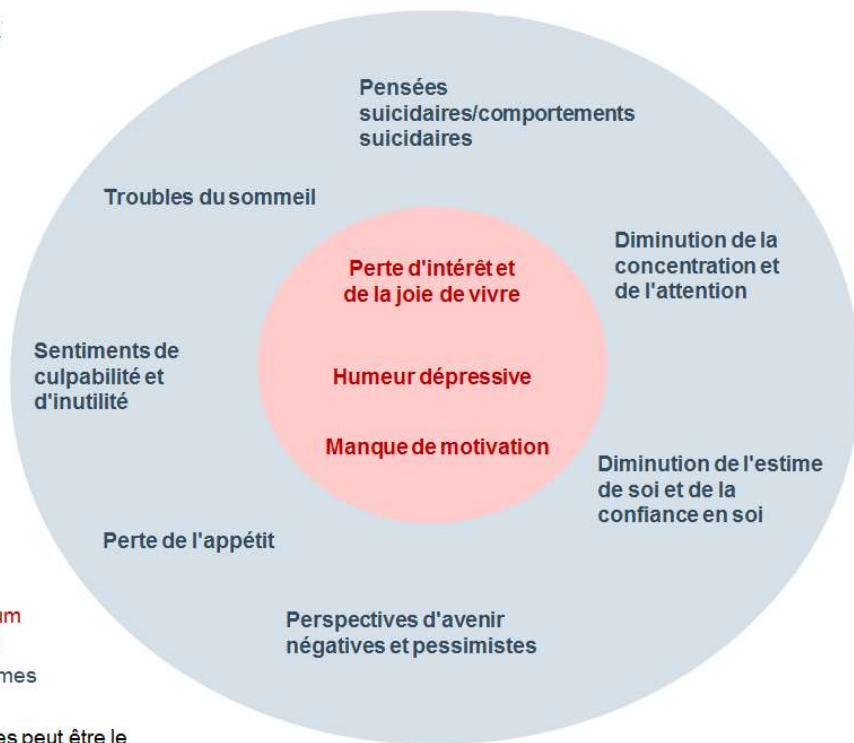 Pensées
suicidaires/comportements
suicidaires
Troubles du sommeil
Diminution de la
concentration et
de l'attention
Perte d'intérêt et
de la joie de vivre
Sentiments de
culpabilité et
d'inutilité
Humeur dépressive
Manque de motivation
Diminution de l'estime
de soi et de la
confiance en soi
Perte de l'appétit
Perspectives d'avenir
négatives et pessimistes
um
mes
es peut être le